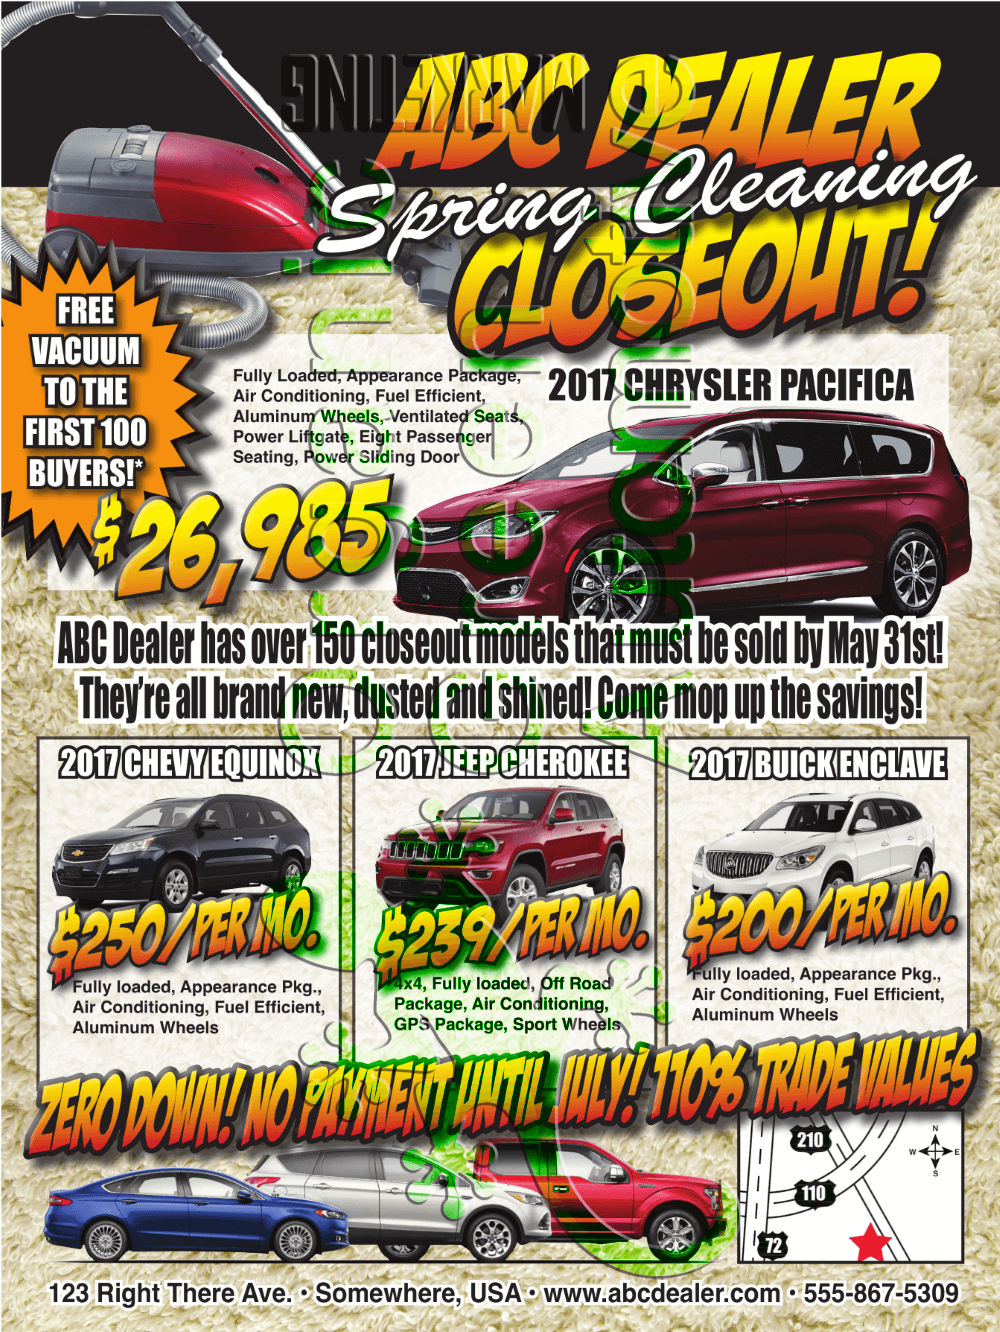 ABC DEALER
Spring Cleaning
CLOSEOUT!
FREE
VACUUM
TO THE
FIRST 100
BUYERS!*
Fully Loaded, Appearance Package,
Air Conditioning, Fuel Efficient,
Aluminum Wheels, Ventilated Seats,
Power Liftgate, Eight Passenger
Seating, Power Sliding Door
2017 CHRYSLER PACIFICA
$26,985
ABC Dealer has over 150 closeout models that must be sold by May 31st!
They're all brand new, dusted and shined! Come mop up the savings!
2017 CHEVY EQUINOX
$250/PER MO.
Fully loaded, Appearance Pkg.,
Air Conditioning, Fuel Efficient,
Aluminum Wheels
2017 JEEP CHEROKEE
$239/PER MO.
4x4, Fully loaded, Off Road
Package, Air Conditioning,
GPS Package, Sport Wheels
2017 BUICK ENCLAVE
$200/PER MO.
Fully loaded, Appearance Pkg.,
Air Conditioning, Fuel Efficient,
Aluminum Wheels
ZERO DOWN! NO PAYMENT UNTIL JULY! 110% TRADE VALUES
210
110
72
N
W E
S
123 Right There Ave. • Somewhere, USA • www.abcdealer.com • 555-867-5309
MARKETING